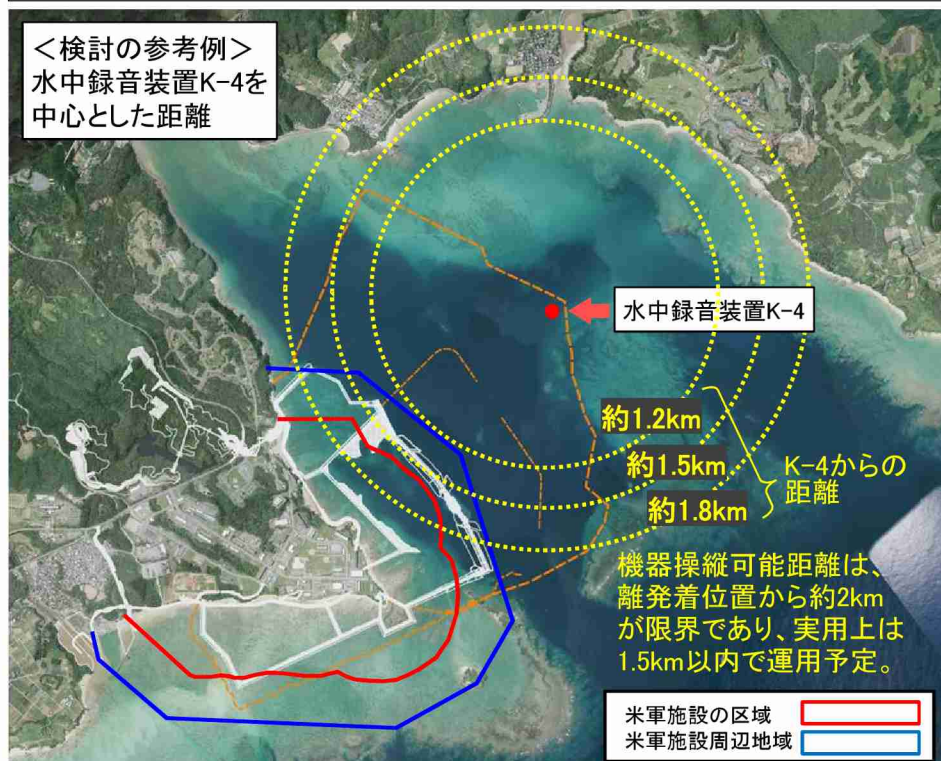 <検討の参考例>
水中録音装置K-4を
中心とした距離
水中録音装置K-4
約1.2km
約1.5km
約1.8km
K-4からの
距離
機器操縦可能距離は、
離発着位置から約2km
が限界であり、実用上は
1.5km以内で運用予定。
米軍施設の区域
米軍施設周辺地域